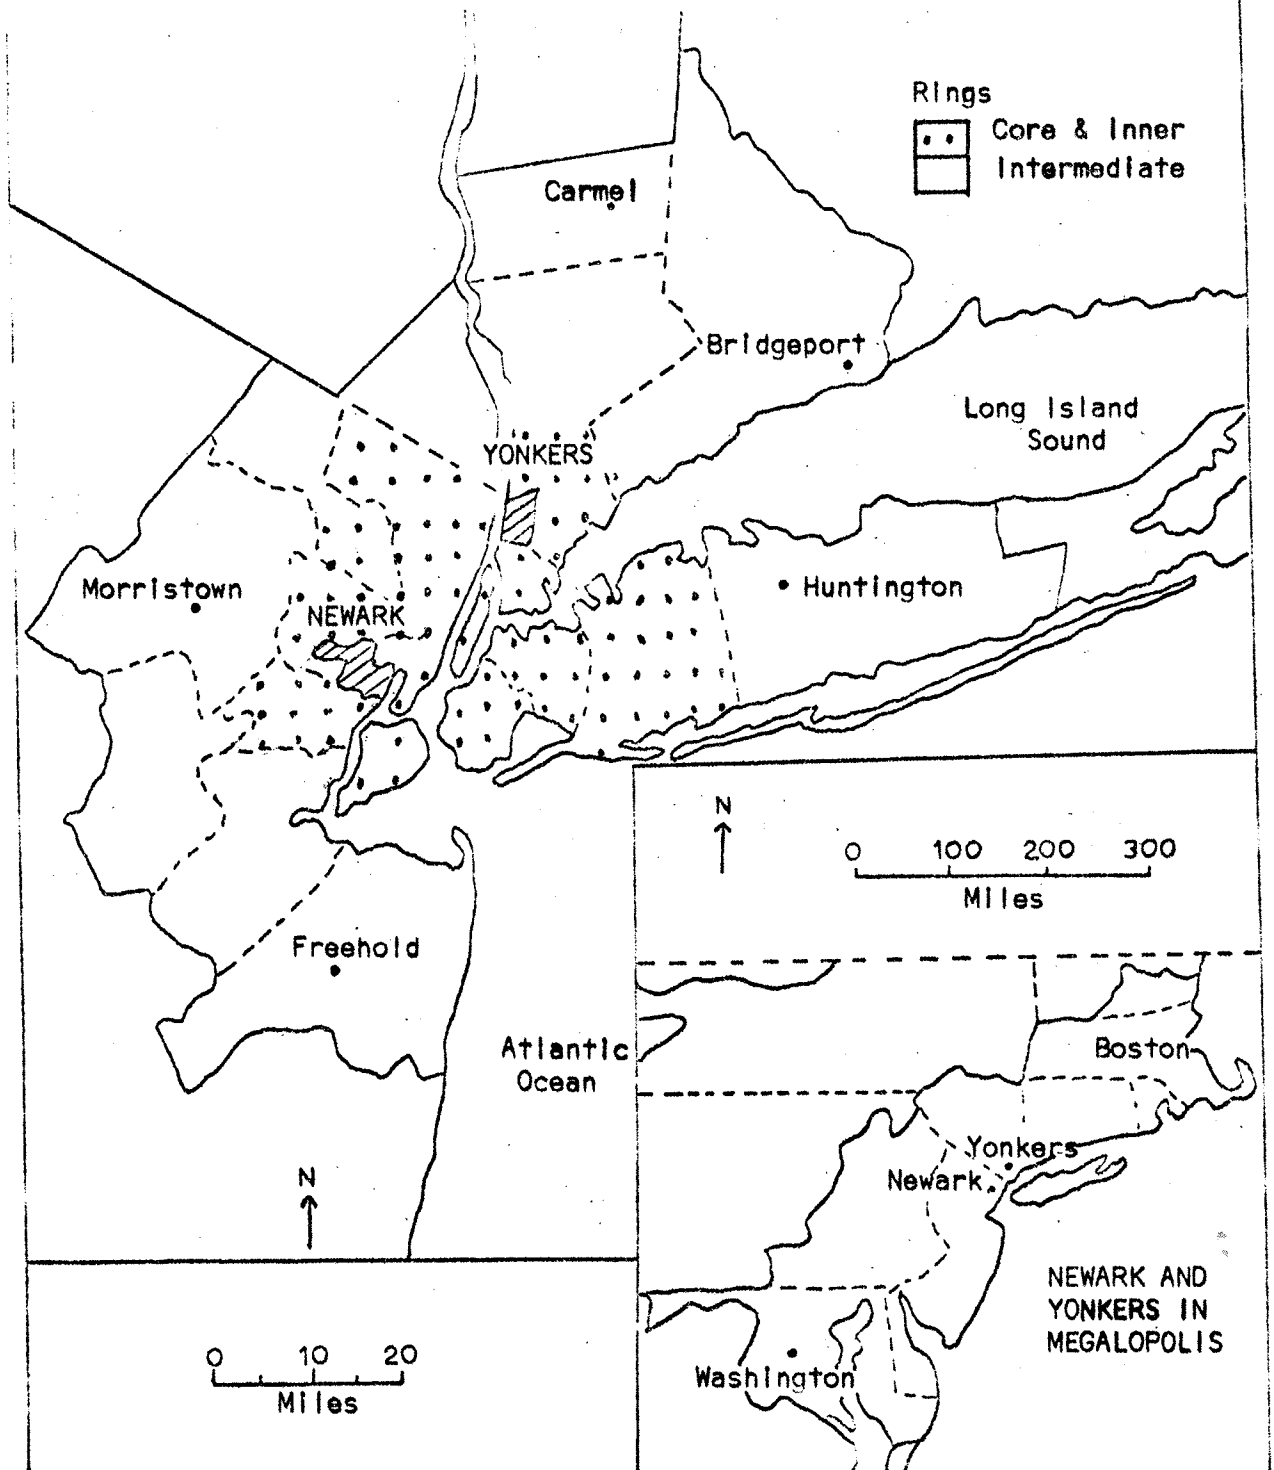 Rings
Core & Inner
Intermediate
Carmel
Bridgeport
Long Island
Sound
YONKERS
Morristown
NEWARK
Huntington
N
0 100 200 300
Miles
Freehold
Atlantic
Ocean
Boston
Yonkers
Newark
N
NEWARK AND
YONKERS IN
MEGALOPOLIS
0 10 20
Miles
Washington